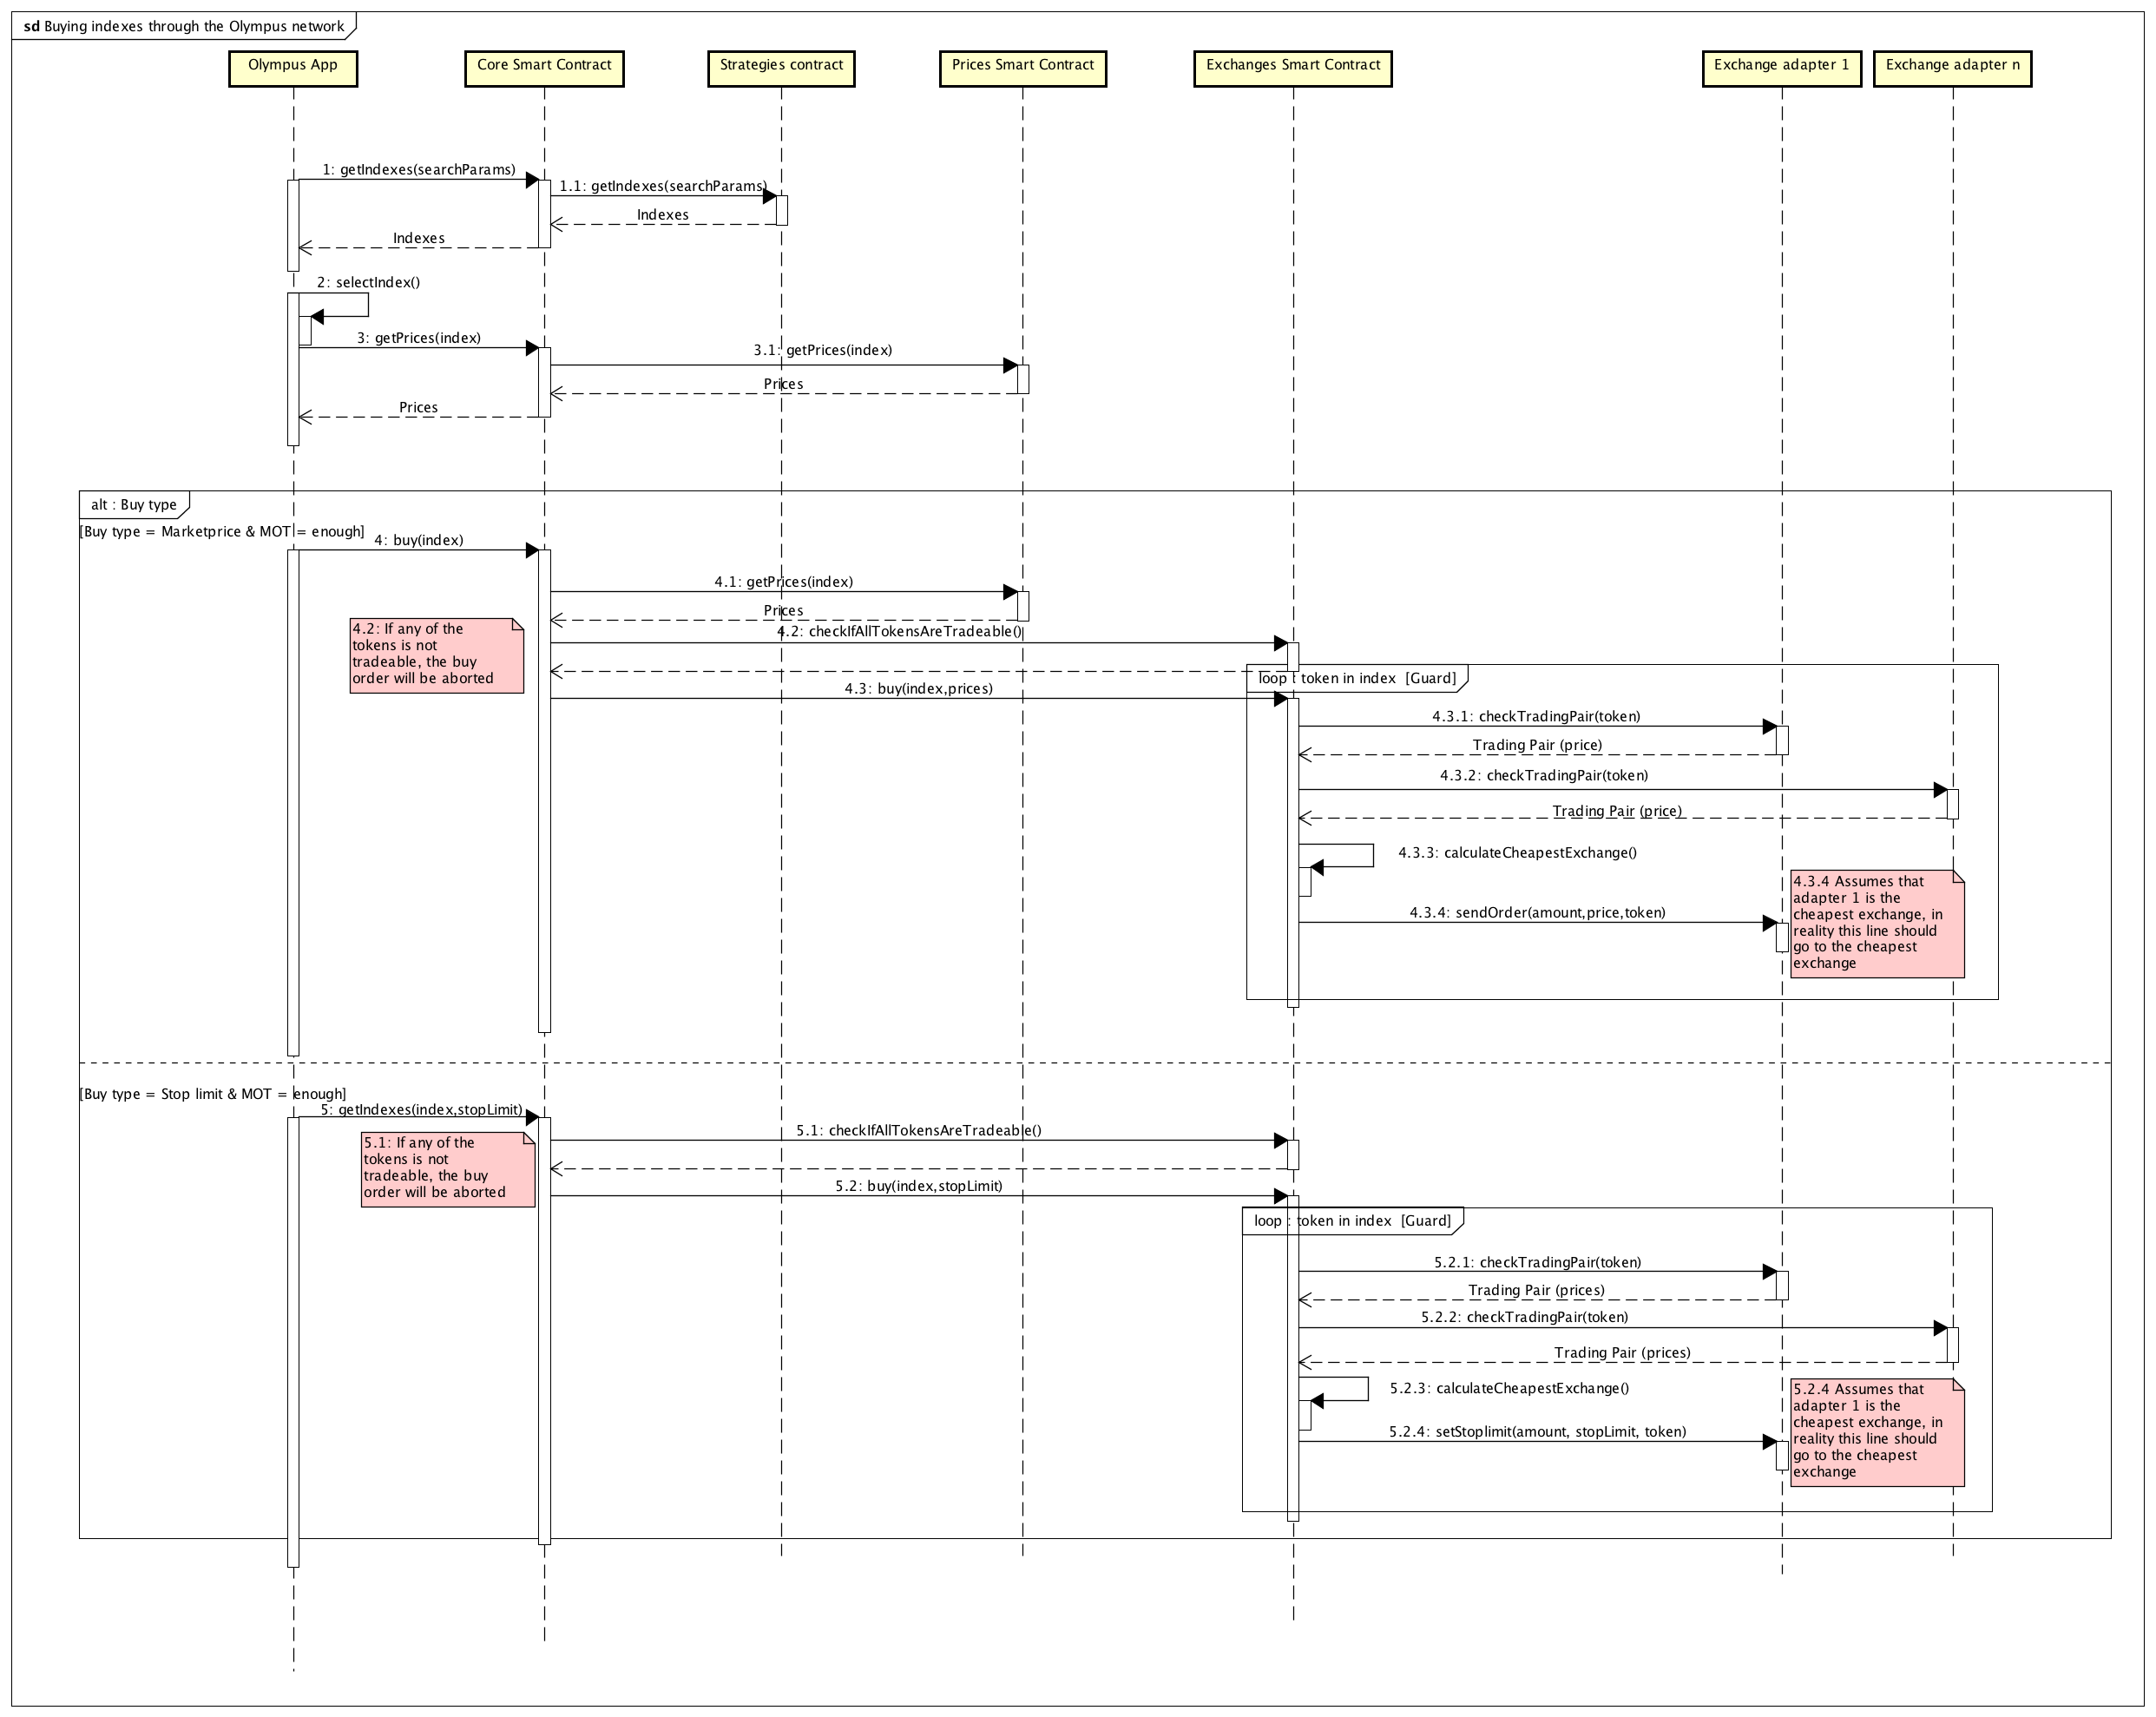 sd Buying indexes through the Olympus network
Olympus App
Core Smart Contract
Strategies contract
Prices Smart Contract
Exchanges Smart Contract
Exchange adapter 1
Exchange adapter n
1: getIndexes(searchParams)
1.1: getIndexes(searchParams)
Indexes
Indexes
2: selectIndex()
3: getPrices(index)
3.1: getPrices(index)
Prices
Prices
alt : Buy type
[Buy type = Marketprice & MOT = enough]
4: buy(index)
4.1: getPrices(index)
Prices
4.2: checkIfAllTokensAreTradeable()
4.2: If any of the
tokens is not
tradeable, the buy
order will be aborted
loop : token in index [Guard]
4.3: buy(index,prices)
4.3.1: checkTradingPair(token)
Trading Pair (price)
4.3.2: checkTradingPair(token)
Trading Pair (price)
4.3.3: calculateCheapestExchange()
4.3.4: sendOrder(amount,price,token)
4.3.4 Assumes that
adapter 1 is the
cheapest exchange, in
reality this line should
go to the cheapest
exchange
[Buy type = Stop limit & MOT = enough]
5: getIndexes(index,stopLimit)
5.1: checkIfAllTokensAreTradeable()
5.1: If any of the
tokens is not
tradeable, the buy
order will be aborted
5.2: buy(index,stopLimit)
loop : token in index [Guard]
5.2.1: checkTradingPair(token)
Trading Pair (prices)
5.2.2: checkTradingPair(token)
Trading Pair (prices)
5.2.3: calculateCheapestExchange()
5.2.4: setStoplimit(amount, stopLimit, token)
5.2.4 Assumes that
adapter 1 is the
cheapest exchange, in
reality this line should
go to the cheapest
exchange